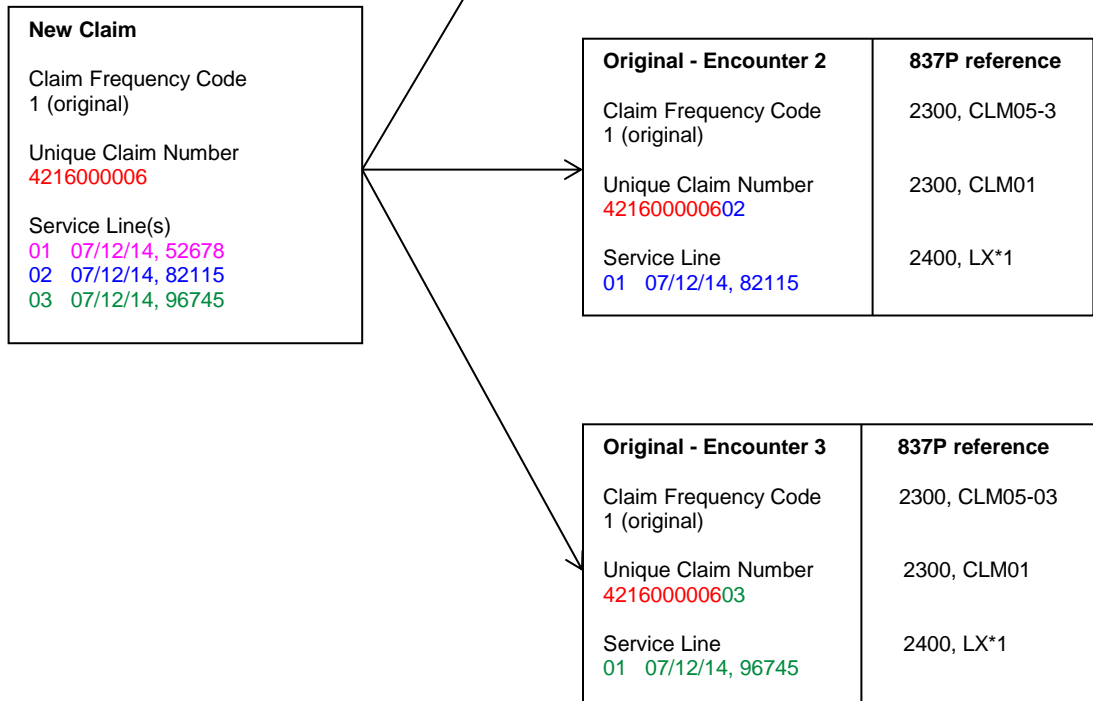 New Claim
Claim Frequency Code
1 (original)
Unique Claim Number
4216000006
Service Line(s)
01 07/12/14, 52678
02 07/12/14, 82115
03 07/12/14, 96745
Original - Encounter 2 837P reference
Claim Frequency Code 2300, CLM05-3
1 (original)
Unique Claim Number 2300, CLM01
421600000602
Service Line 2400, LX*1
01 07/12/14, 82115
Original - Encounter 3 837P reference
Claim Frequency Code 2300, CLM05-03
1 (original)
Unique Claim Number 2300, CLM01
421600000603
Service Line 2400, LX*1
01 07/12/14, 96745